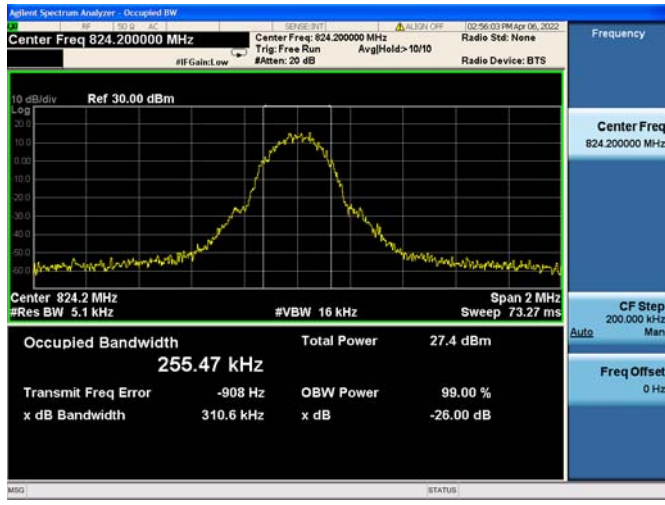 Agilent Spectrum Analyzer - Occupied BW
RF 50 Ω AC SENSE:INT ALIGN OFF 02:56:03 PM Apr 06, 2022
Center Freq 824.200000 MHz Center Freq: 824.200000 MHz Radio Std: None
Trig: Free Run Avg|Hold:> 10/10
#IFGain:Low #Atten: 20 dB Radio Device: BTS
10 dB/div Ref 30.00 dBm
Log
20.0
10.0
0.00
10.0
20.0
30.0
40.0
50.0
60.0
Center 824.2 MHz Span 2 MHz
#Res BW 5.1 kHz #VBW 16 kHz Sweep 73.27 ms
Occupied Bandwidth Total Power 27.4 dBm
255.47 kHz
Transmit Freq Error -908 Hz OBW Power 99.00 %
x dB Bandwidth 310.6 kHz x dB -26.00 dB
MSG STATUS
Frequency
Center Freq
824.200000 MHz
CF Step
200.000 kHz
Auto Man
Freq Offset
0 Hz